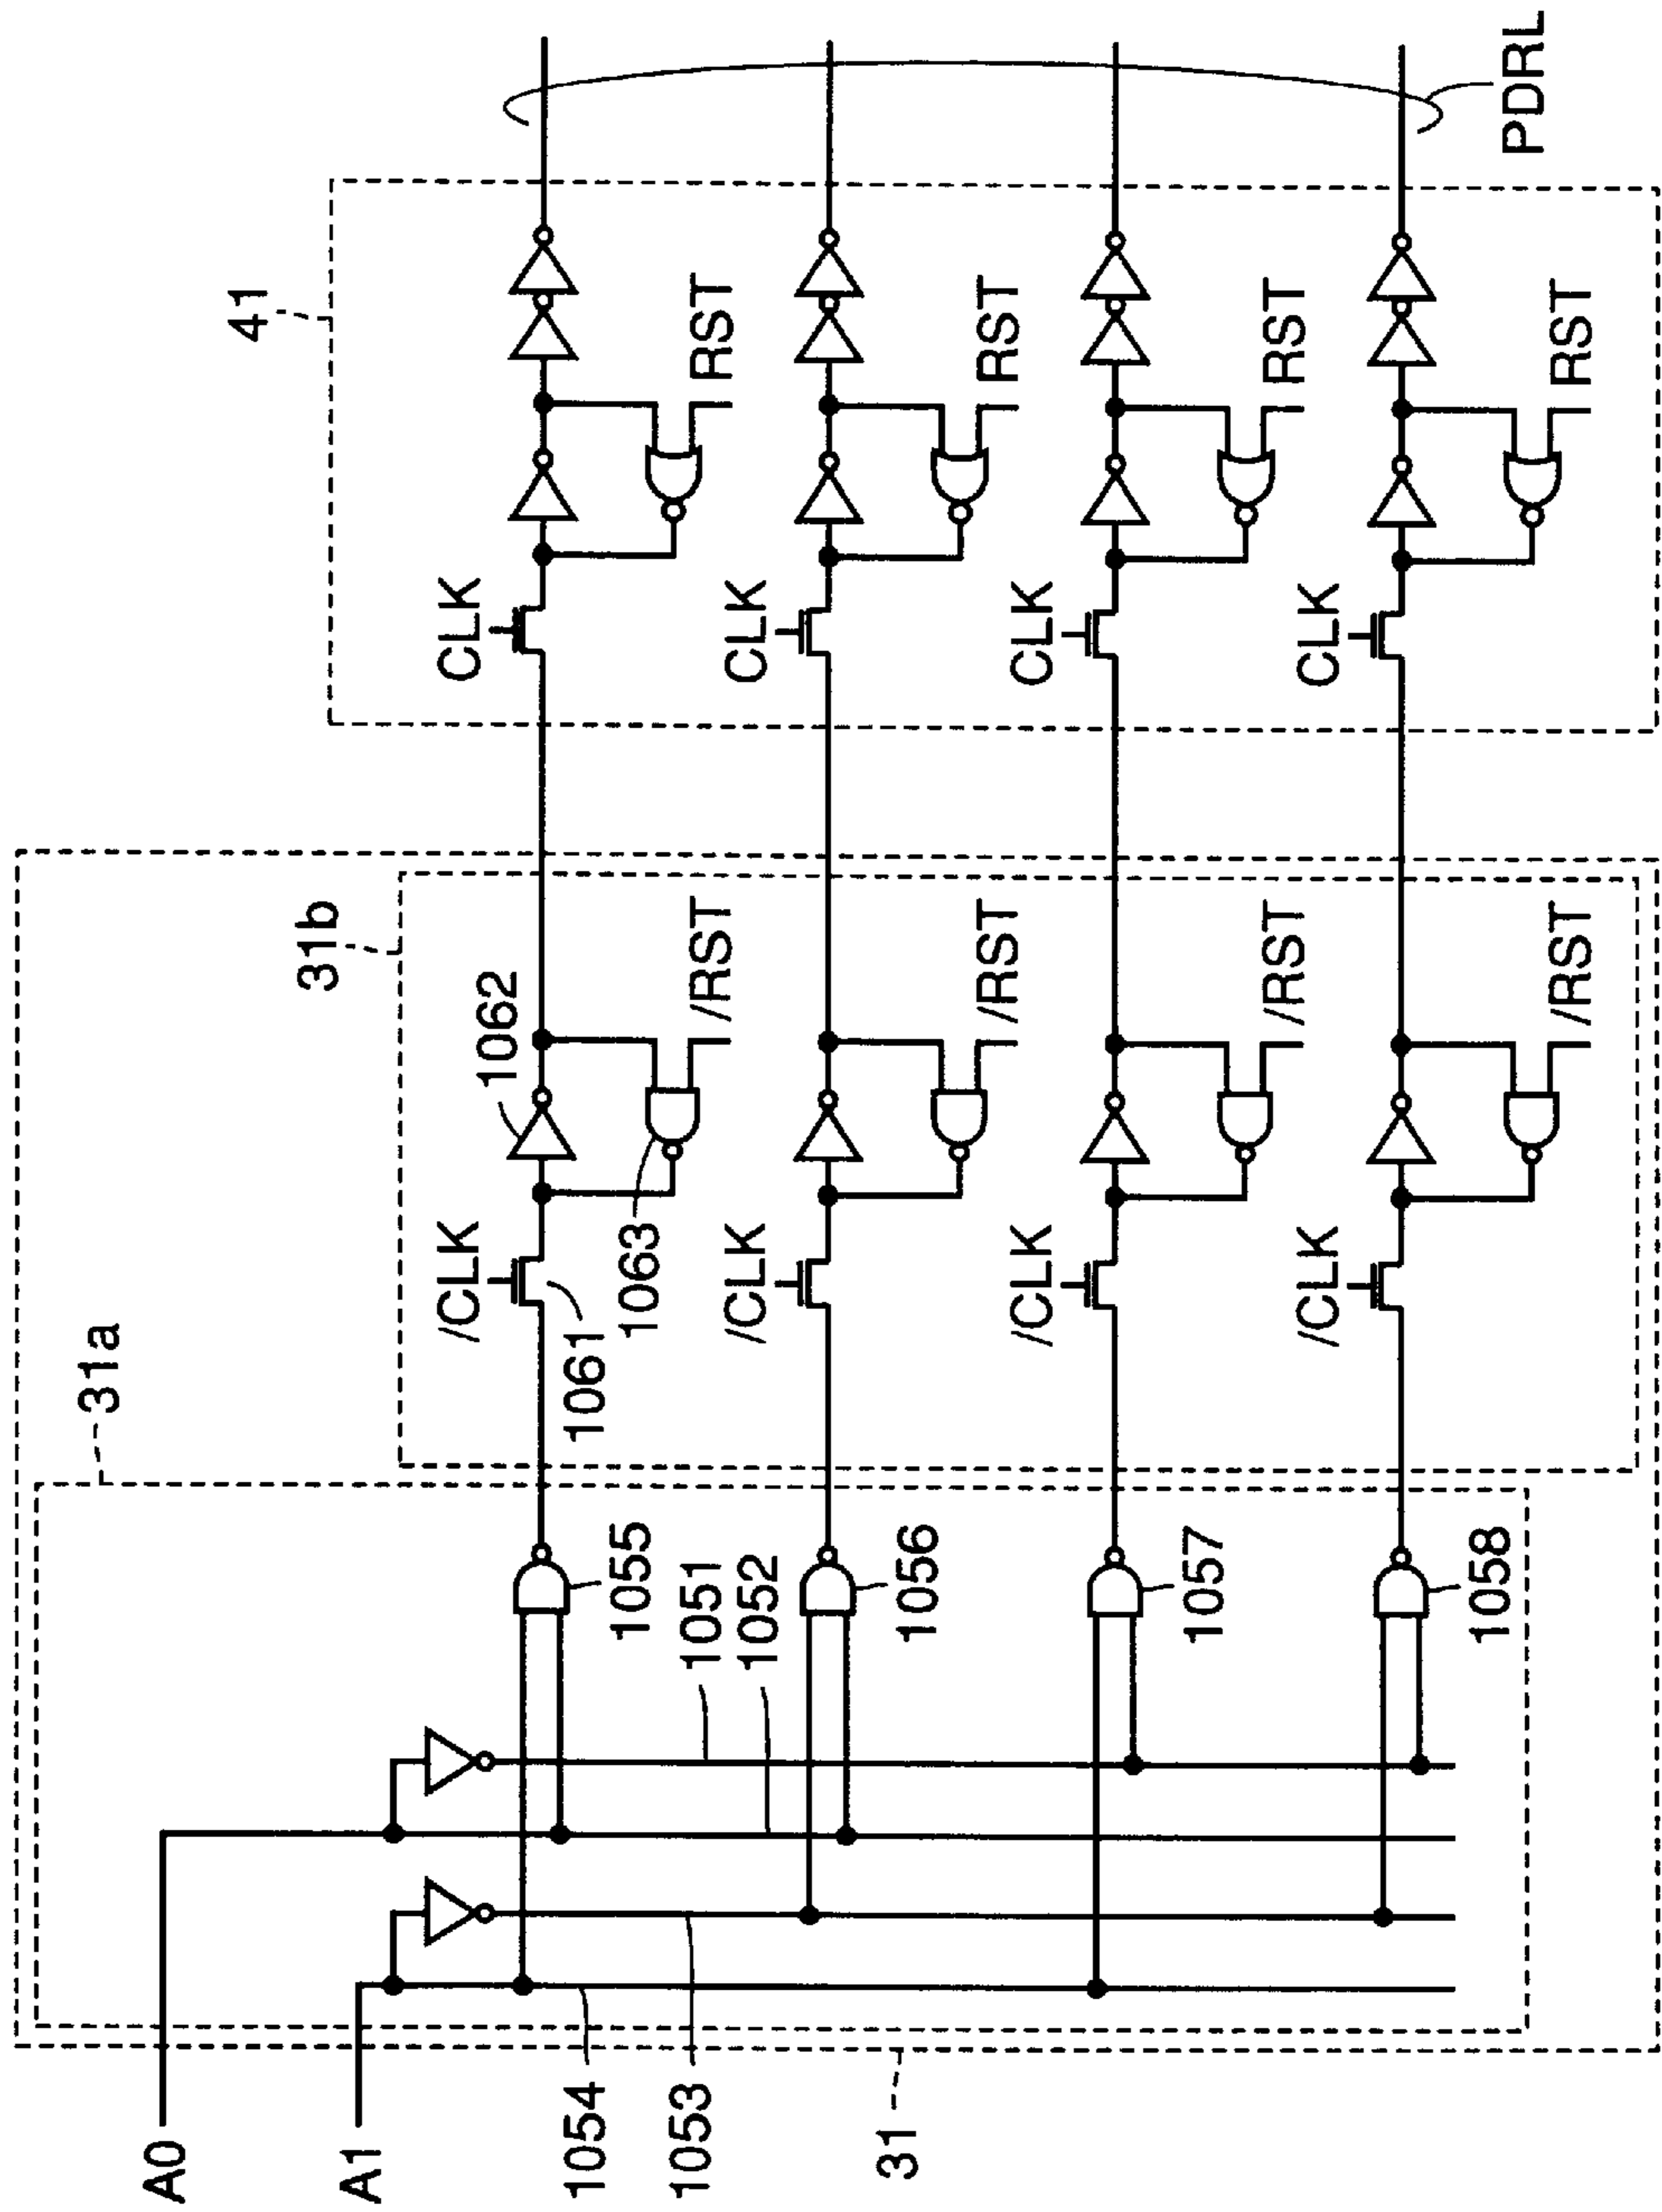 A0
A1
1054
1053
31
31a
1051
1052
1055
1056
1057
1058
31b
/CLK
1061
1062
1063
/RST
/CLK
/RST
/CLK
/RST
/CLK
/RST
41
CLK
RST
CLK
RST
CLK
RST
CLK
RST
PDRL